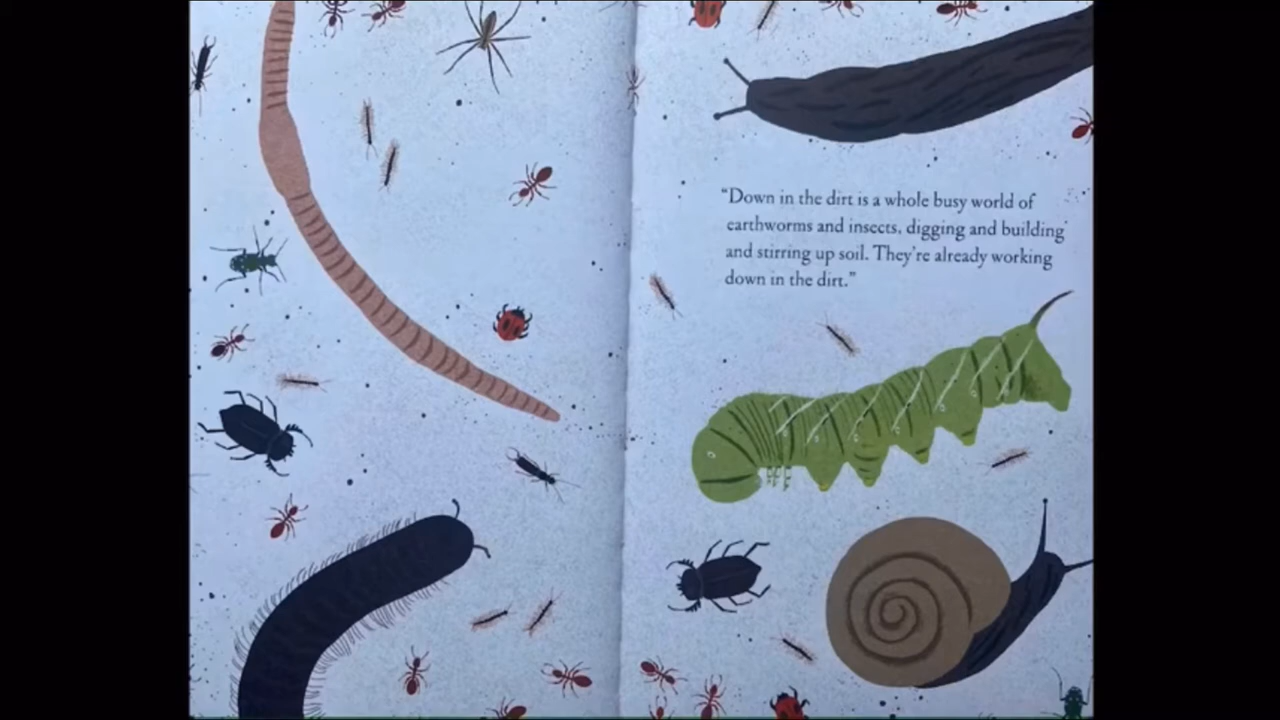 “Down in the dirt is a whole busy world of
earthworms and insects, digging and building
and stirring up soil. They’re already working
down in the dirt.”